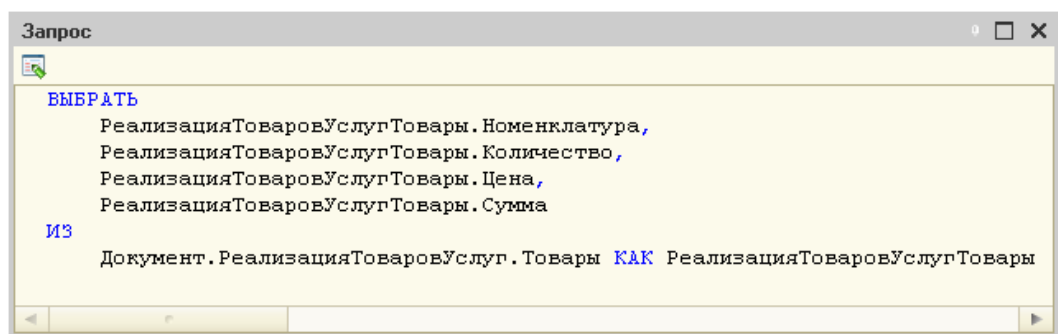 Запрос
ВЫБРАТЬ
РеализацияТоваровУслугТовары.Номенклатура,
РеализацияТоваровУслугТовары.Количество,
РеализацияТоваровУслугТовары.Цена,
РеализацияТоваровУслугТовары.Сумма
ИЗ
Документ.РеализацияТоваровУслуг.Товары КАК РеализацияТоваровУслугТовары